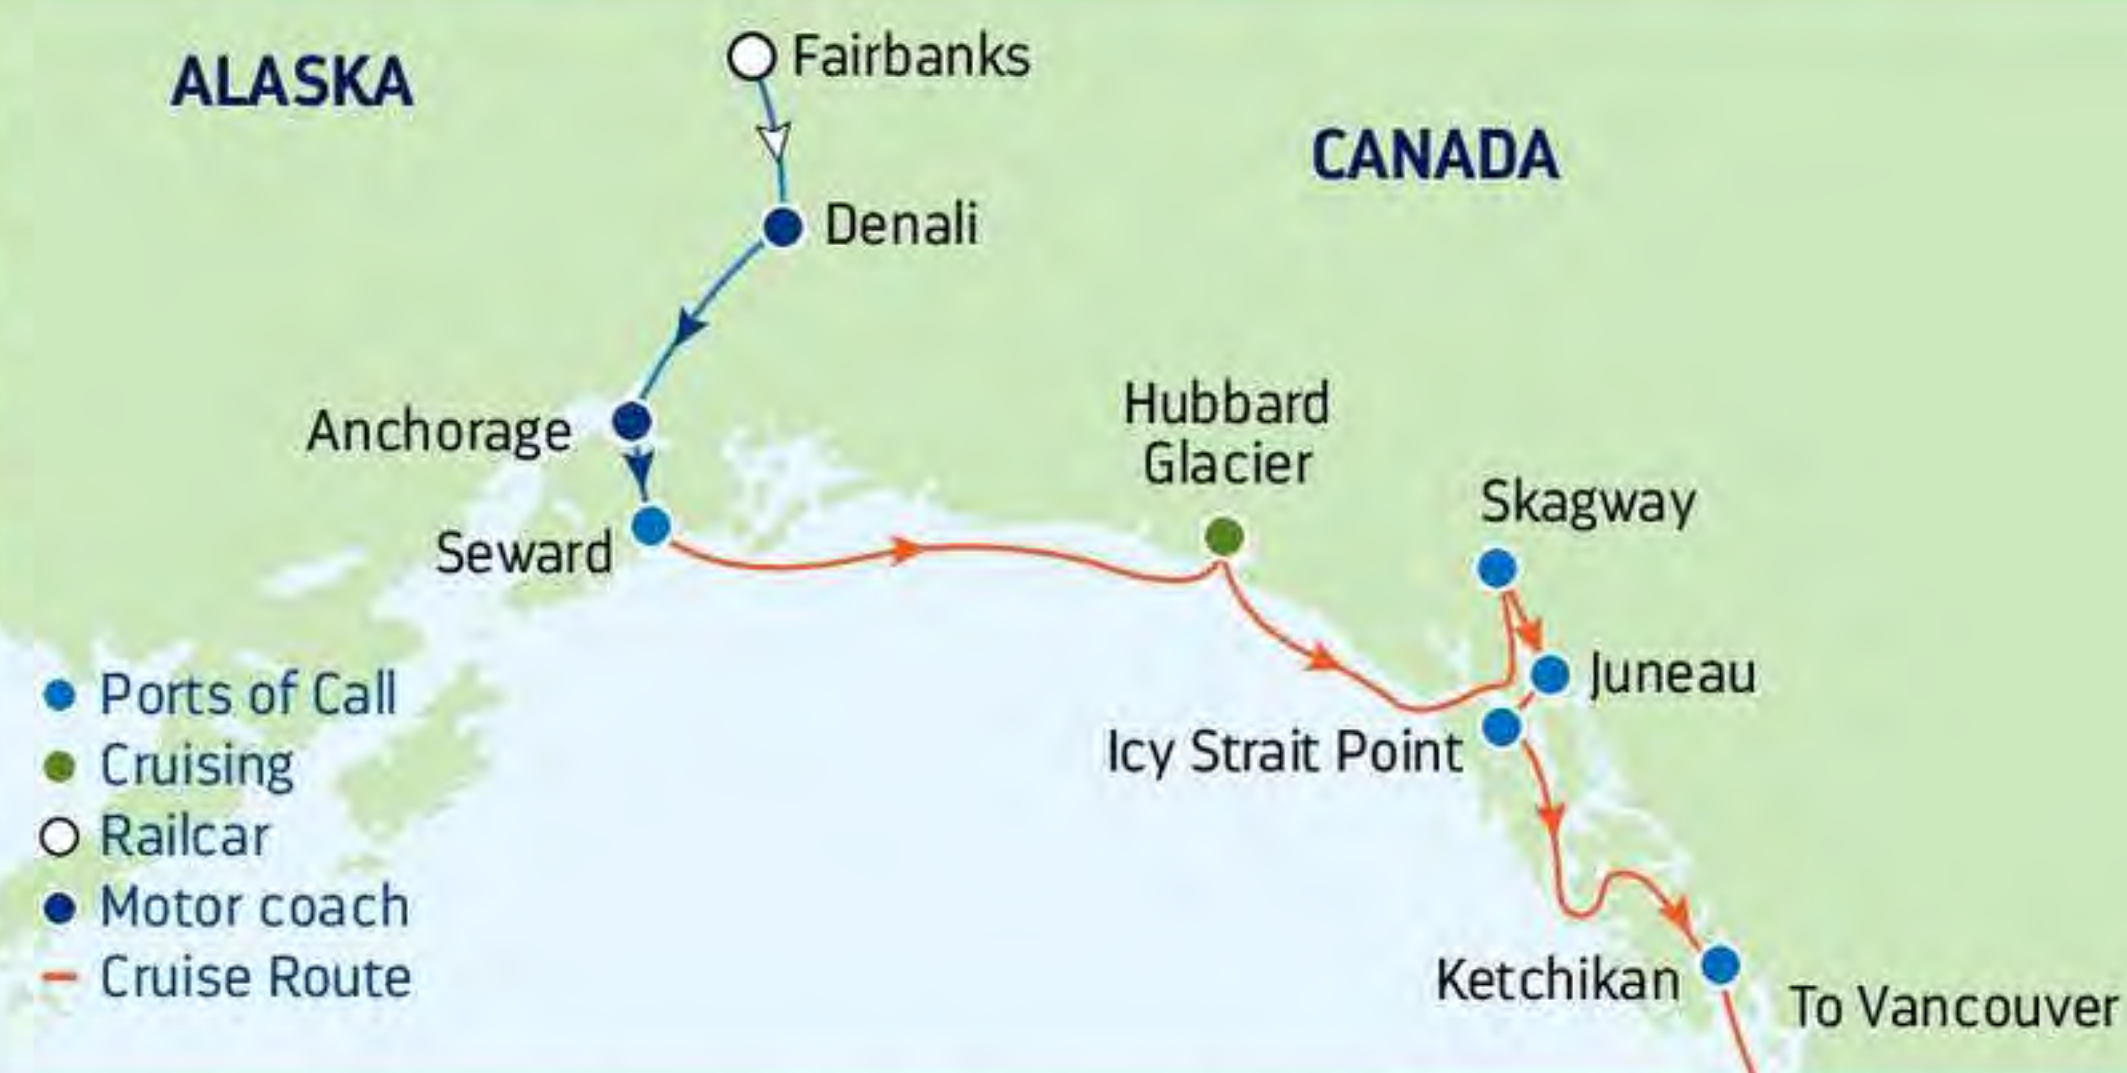 ALASKA
Fairbanks
CANADA
Denali
Anchorage
Hubbard
Glacier
Skagway
Seward
Juneau
Icy Strait Point
Ketchikan
To Vancouver
Ports of Call
Cruising
Railcar
Motor coach
Cruise Route